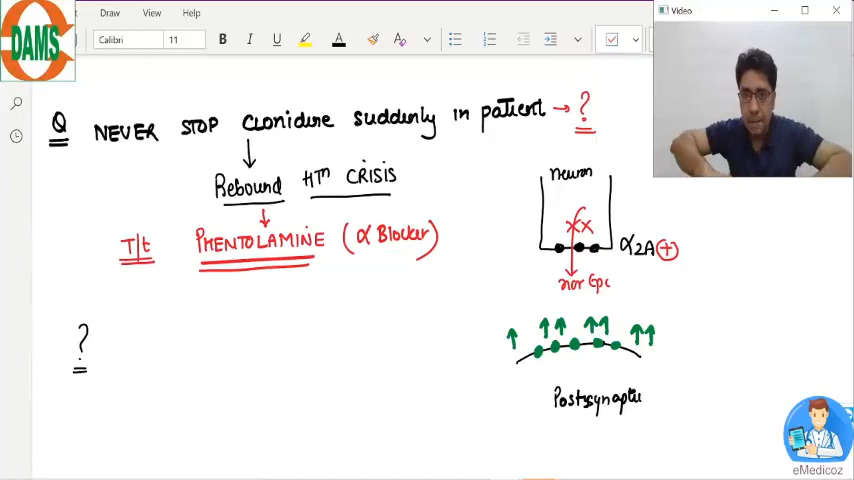 DAMS
Draw View Review
Calibri 11 B I U A
Video
Q NEVER STOP Clonidine suddenly in patient → ?
Rebound HTn CRISIS
T/t PHENTOLAMINE (α Blocker)
neuron
α2A (+)
nor Epi
?
Postsynaptic
eMedicoz